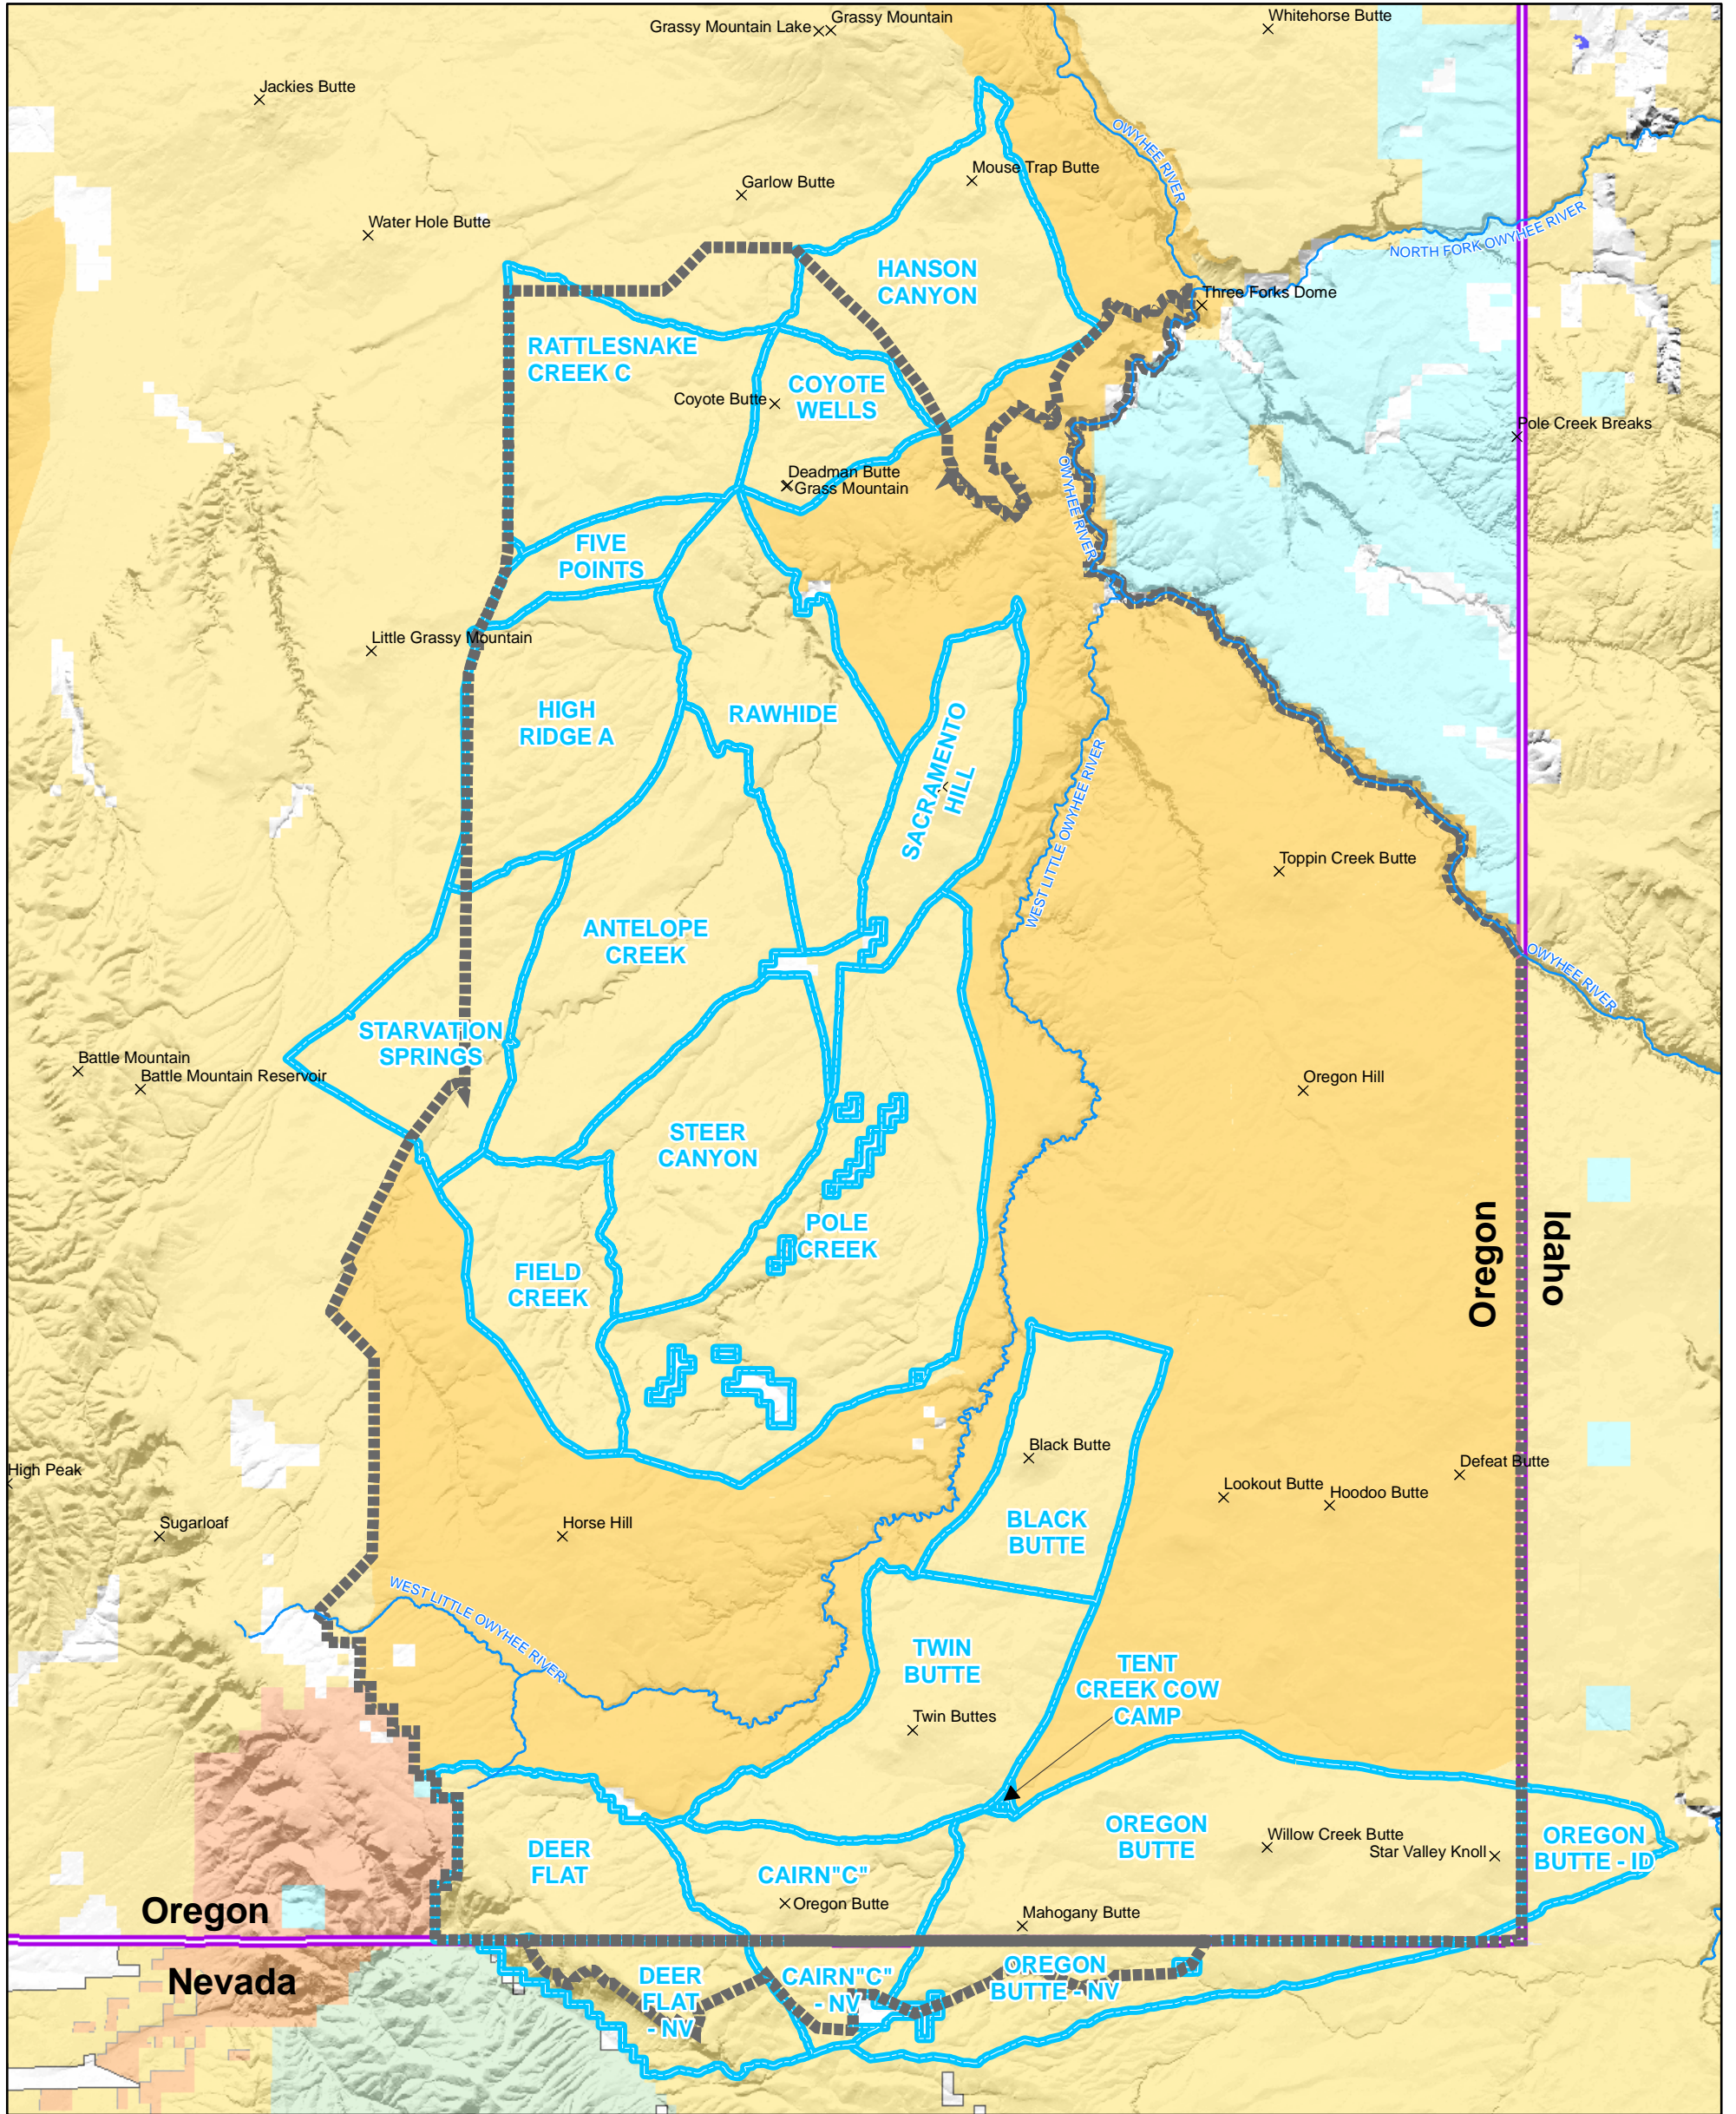 Grassy Mountain Lake
Grassy Mountain
Whitehorse Butte
Jackies Butte
OWYHEE RIVER
Mouse Trap Butte
Garlow Butte
Water Hole Butte
NORTH FORK OWYHEE RIVER
HANSON
CANYON
Three Forks Dome
RATTLESNAKE
CREEK C
COYOTE
WELLS
Coyote Butte
Pole Creek Breaks
Deadman Butte
Grass Mountain
OWYHEE RIVER
FIVE
POINTS
Little Grassy Mountain
HIGH
RIDGE A
RAWHIDE
SACRAMENTO
HILL
WEST LITTLE OWYHEE RIVER
Toppin Creek Butte
ANTELOPE
CREEK
OWYHEE RIVER
STARVATION
SPRINGS
Battle Mountain
Battle Mountain Reservoir
Oregon Hill
STEER
CANYON
POLE
CREEK
Oregon
Idaho
FIELD
CREEK
Black Butte
High Peak
Defeat Butte
Lookout Butte
Hoodoo Butte
Sugarloaf
Horse Hill
BLACK
BUTTE
WEST LITTLE OWYHEE RIVER
TWIN
BUTTE
TENT
CREEK COW
CAMP
Twin Buttes
DEER
FLAT
OREGON
BUTTE
Willow Creek Butte
Star Valley Knoll
OREGON
BUTTE - ID
CAIRN"C"
Oregon Butte
Oregon
Mahogany Butte
Nevada
DEER
FLAT
- NV
CAIRN"C"
- NV
OREGON
BUTTE - NV